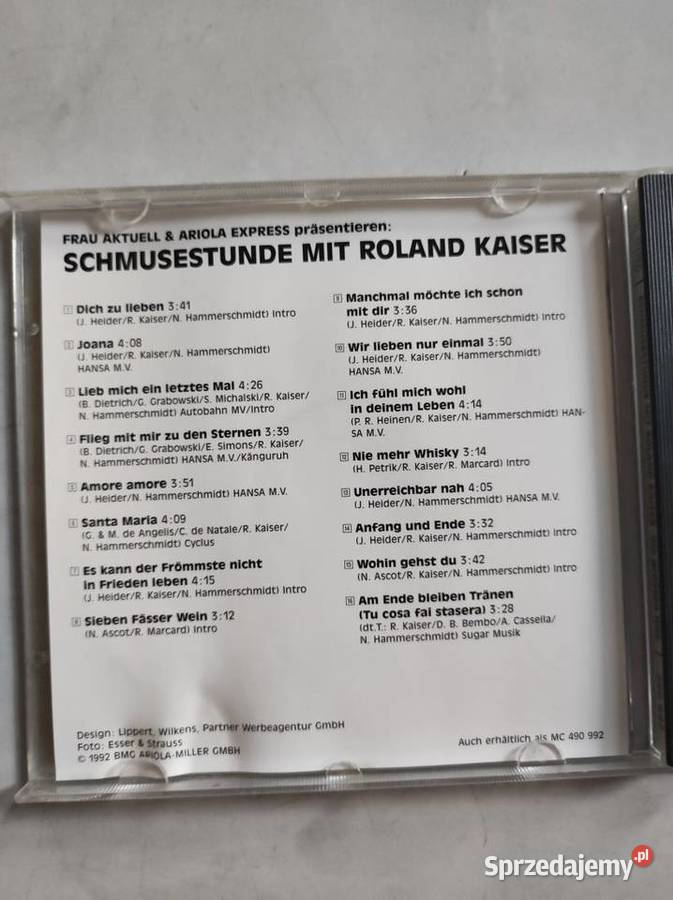 FRAU AKTUELL & ARIOLA EXPRESS präsentieren:
SCHMUSESTUNDE MIT ROLAND KAISER
1 Dich zu lieben 3:41
(J. Heider/R. Kaiser/N. Hammerschmidt) Intro
2 Joana 4:08
(J. Heider/R. Kaiser/N. Hammerschmidt)
HANSA M.V.
3 Lieb mich ein letztes Mal 4:26
(B. Dietrich/G. Grabowski/S. Michalski/R. Kaiser/
N. Hammerschmidt) Autobahn MV/Intro
4 Flieg mit mir zu den Sternen 3:39
(B. Dietrich/G. Grabowski/E. Simons/R. Kaiser/
N. Hammerschmidt) HANSA M.V./Känguruh
5 Amore amore 3:51
(J. Heider/N. Hammerschmidt) HANSA M.V.
6 Santa Maria 4:09
(G. & M. de Angelis/C. de Natale/R. Kaiser/
N. Hammerschmidt) Cyclus
7 Es kann der Frömmste nicht
in Frieden leben 4:15
(J. Heider/R. Kaiser/N. Hammerschmidt) Intro
8 Sieben Fässer Wein 3:12
(N. Ascot/R. Marcard) Intro
9 Manchmal möchte ich schon
mit dir 3:36
(J. Heider/R. Kaiser/N. Hammerschmidt) Intro
10 Wir lieben nur einmal 3:50
(J. Heider/R. Kaiser/N. Hammerschmidt)
HANSA M.V.
11 Ich fühl mich wohl
in deinem Leben 4:14
(P. R. Heinen/R. Kaiser/N. Hammerschmidt) HAN-
SA M.V.
12 Nie mehr Whisky 3:14
(H. Petrik/R. Kaiser/R. Marcard) Intro
13 Unerreichbar nah 4:05
(J. Heider/N. Hammerschmidt) HANSA M.V.
14 Anfang und Ende 3:32
(J. Heider/R. Kaiser/N. Hammerschmidt) Intro
15 Wohin gehst du 3:42
(N. Ascot/R. Kaiser/N. Hammerschmidt) Intro
16 Am Ende bleiben Tränen
(Tu cosa fai stasera) 3:28
(dt.T.: R. Kaiser/D. B. Bembo/A. Cassella/
N. Hammerschmidt) Sugar Musik
Design: Lippert, Wilkens, Partner Werbeagentur GmbH
Foto: Esser & Strauss
© 1992 BMG ARIOLA-MILLER GMBH
Auch erhältlich als MC 490 992
Sprzedajemy.pl